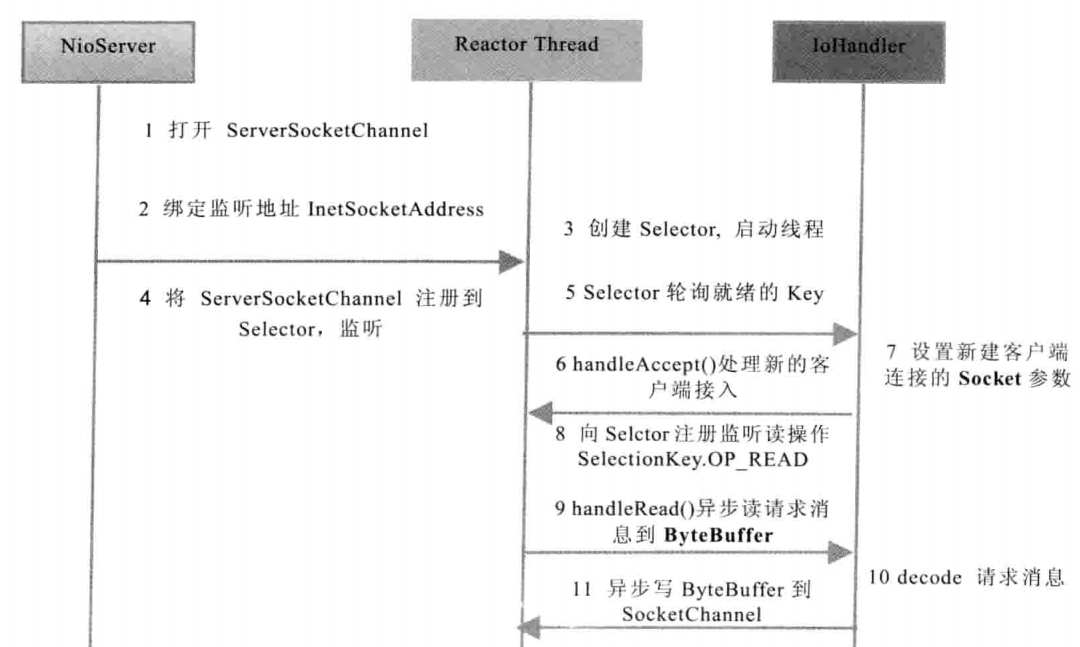 NioServer
Reactor Thread
IoHandler
1 打开 ServerSocketChannel
2 绑定监听地址 InetSocketAddress
3 创建 Selector, 启动线程
4 将 ServerSocketChannel 注册到
Selector，监听
5 Selector 轮询就绪的 Key
6 handleAccept()处理新的客
户端接入
7 设置新建客户端
连接的 Socket 参数
8 向 Selctor 注册监听读操作
SelectionKey.OP_READ
9 handleRead()异步读请求消
息到 ByteBuffer
10 decode 请求消息
11 异步写 ByteBuffer 到
SocketChannel